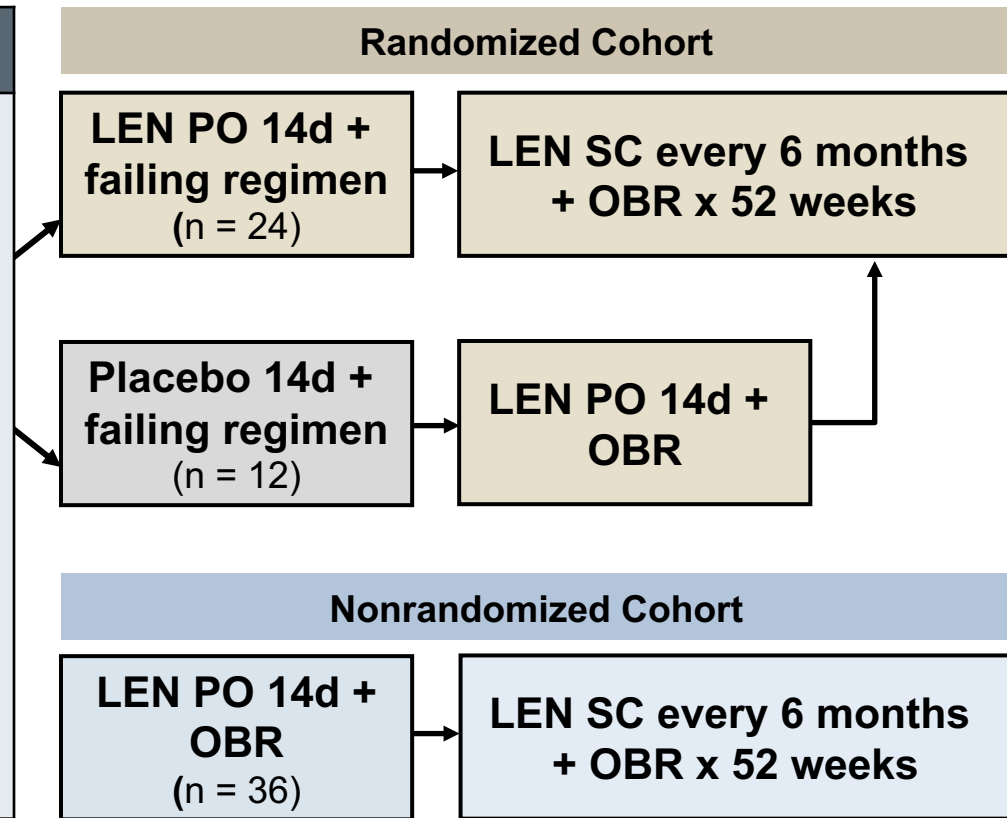 Randomized Cohort
LEN PO 14d +
failing regimen
(n = 24)
LEN SC every 6 months
+ OBR x 52 weeks
Placebo 14d +
failing regimen
(n = 12)
LEN PO 14d +
OBR
Nonrandomized Cohort
LEN PO 14d +
OBR
(n = 36)
LEN SC every 6 months
+ OBR x 52 weeks